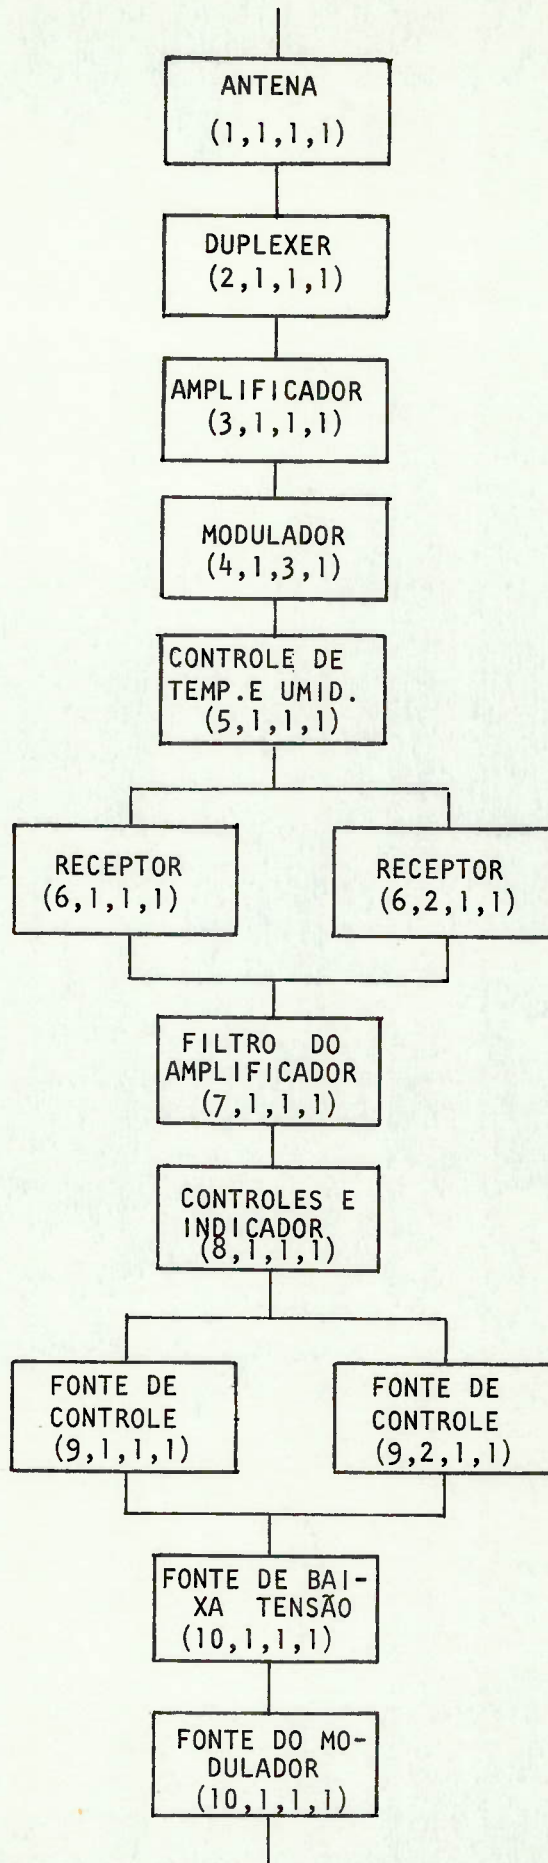 ANTENA
(1,1,1,1)
DUPLEXER
(2,1,1,1)
AMPLIFICADOR
(3,1,1,1)
MODULADOR
(4,1,3,1)
CONTROLE DE
TEMP.E UMID.
(5,1,1,1)
RECEPTOR
(6,1,1,1)
RECEPTOR
(6,2,1,1)
FILTRO DO
AMPLIFICADOR
(7,1,1,1)
CONTROLES E
INDICADOR
(8,1,1,1)
FONTE DE
CONTROLE
(9,1,1,1)
FONTE DE
CONTROLE
(9,2,1,1)
FONTE DE BAI-
XA TENSÃO
(10,1,1,1)
FONTE DO MO-
DULADOR
(10,1,1,1)